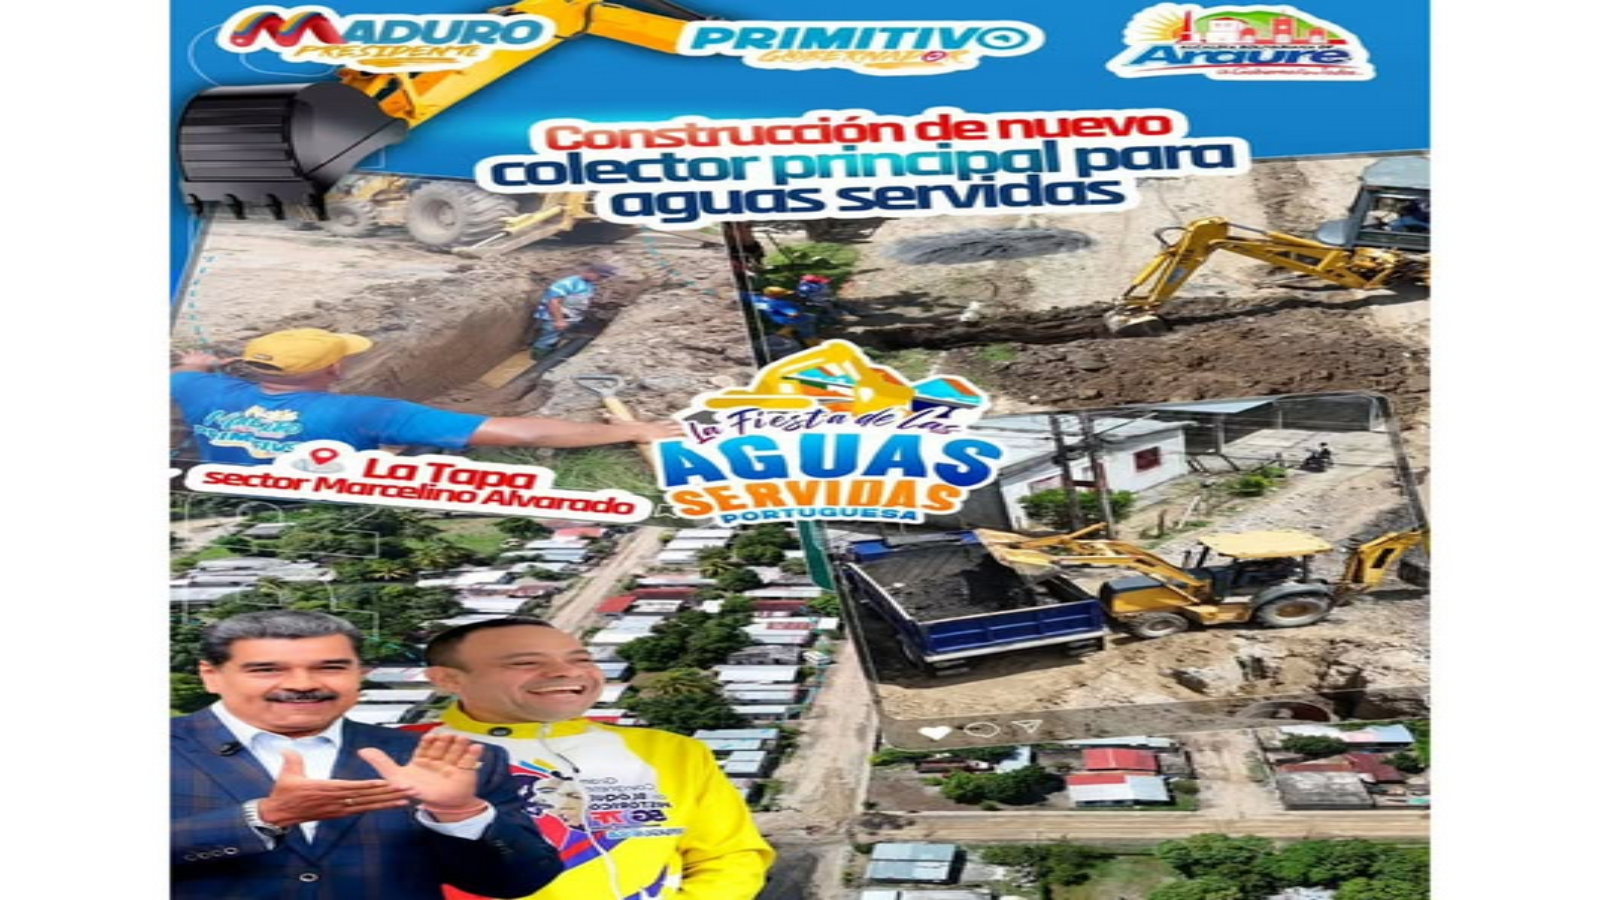 MADURO
PRESIDENTE
PRIMITIVO
GOBERNADOR
Araure
Construcción de nuevo
colector principal para
aguas servidas
La Fiesta de Las
AGUAS
SERVIDAS
PORTUGUESA
La Tapa
sector Marcelino Alvarado